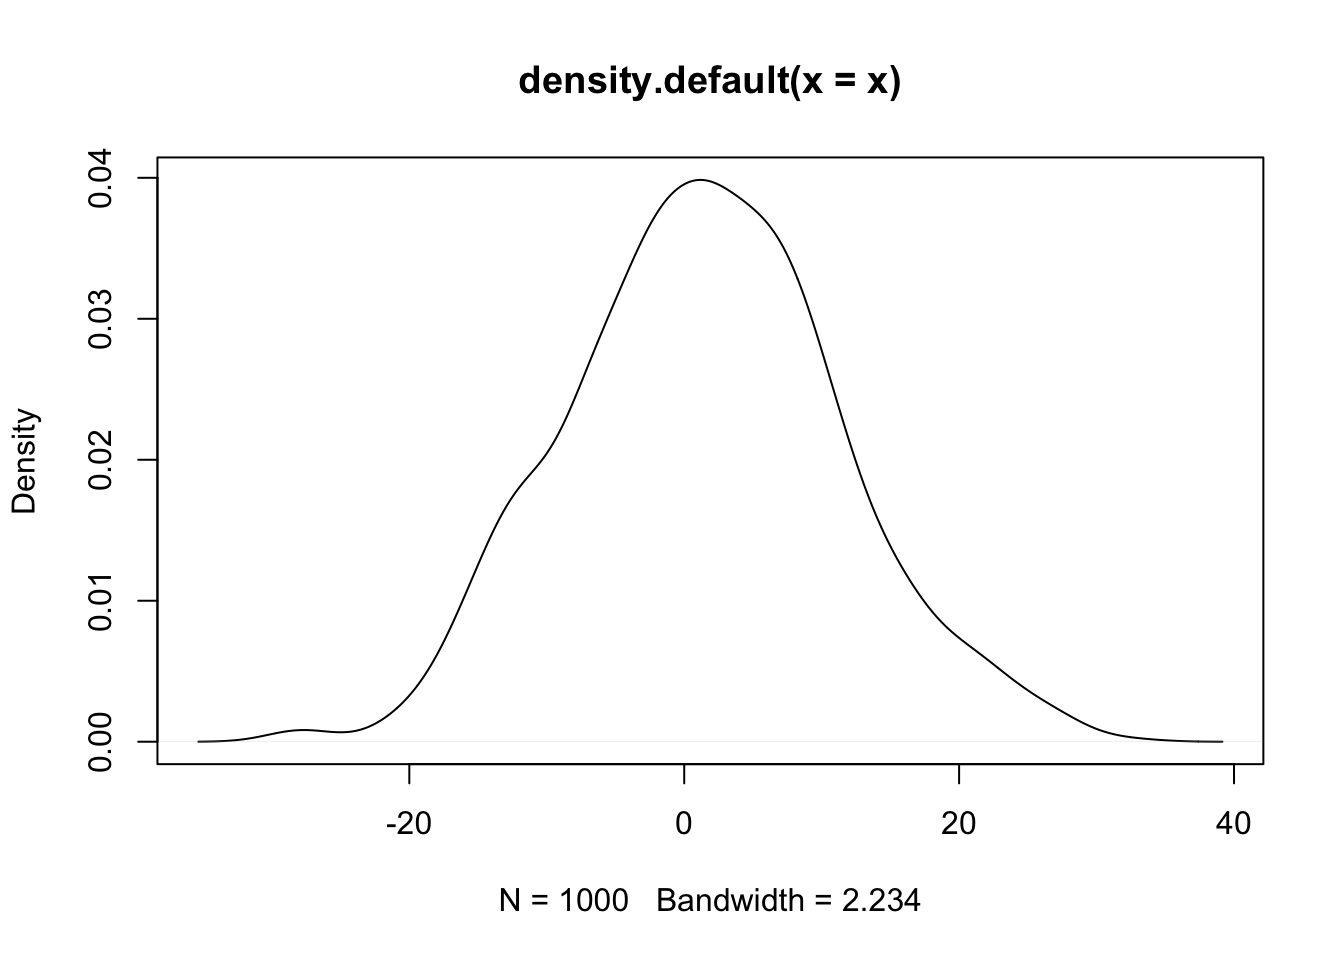 density.default(x = x)
0.04
0.03
0.02
0.01
0.00
Density
-20 0 20 40
N = 1000 Bandwidth = 2.234